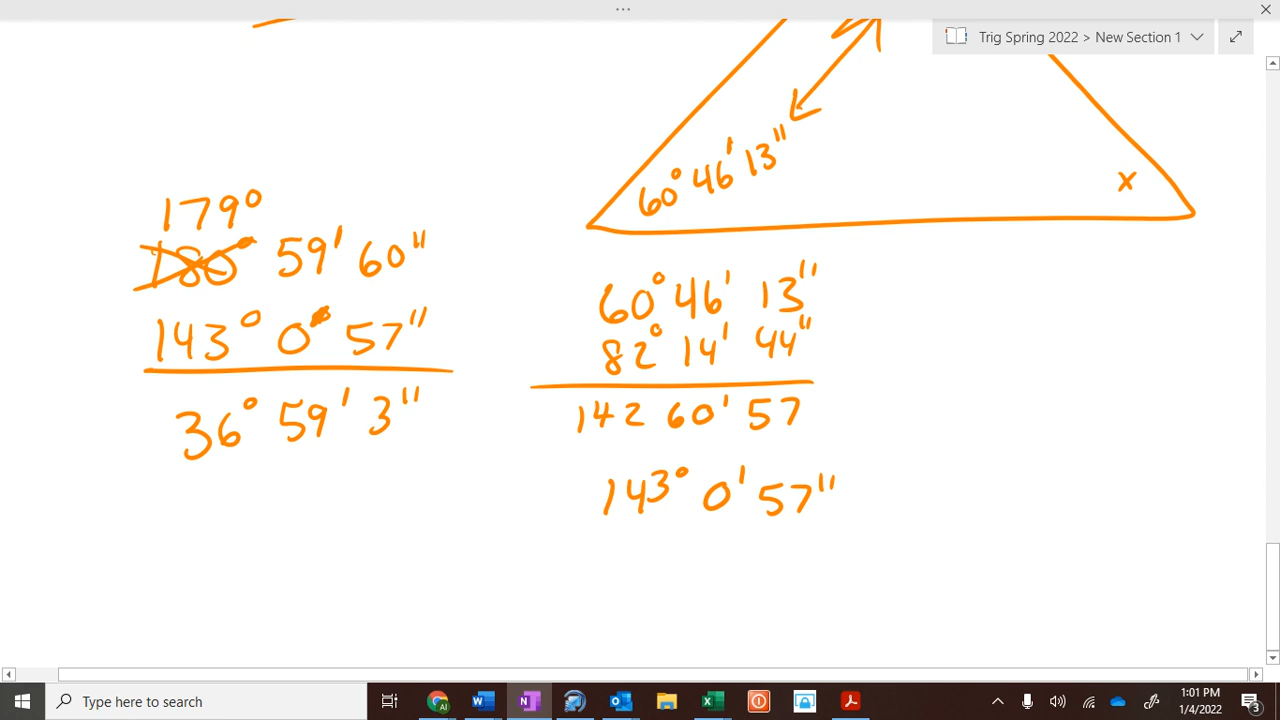 Trig Spring 2022 > New Section 1
60° 46' 13"
x
179°
180° 59' 60"
143° 0' 57"
36° 59' 3"
60° 46' 13"
82° 14' 44"
142 60' 57
143° 0' 57"
Type here to search
1:01 PM
1/4/2022
3